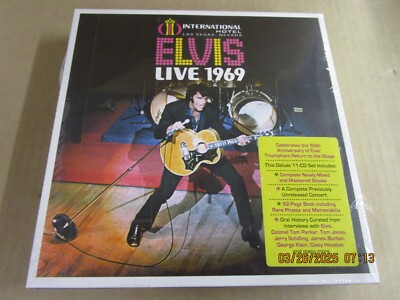 INTERNATIONAL
HOTEL
LAS VEGAS, NEVADA
ELVIS
LIVE 1969
Celebrates the 50th
Anniversary of Elvis'
Triumphant Return to the Stage
This Deluxe 11-CD Set Includes:
Complete Newly Mixed
and Mastered Shows
A Complete Previously
Unreleased Concert
52-Page Book including
Rare Photos and Memorabilia
Oral History Curated from
Interviews with Elvis,
Colonel Tom Parker, Tom Jones,
Jerry Schilling, James Burton,
George Klein, Cissy Houston
03/26/2025 07:13